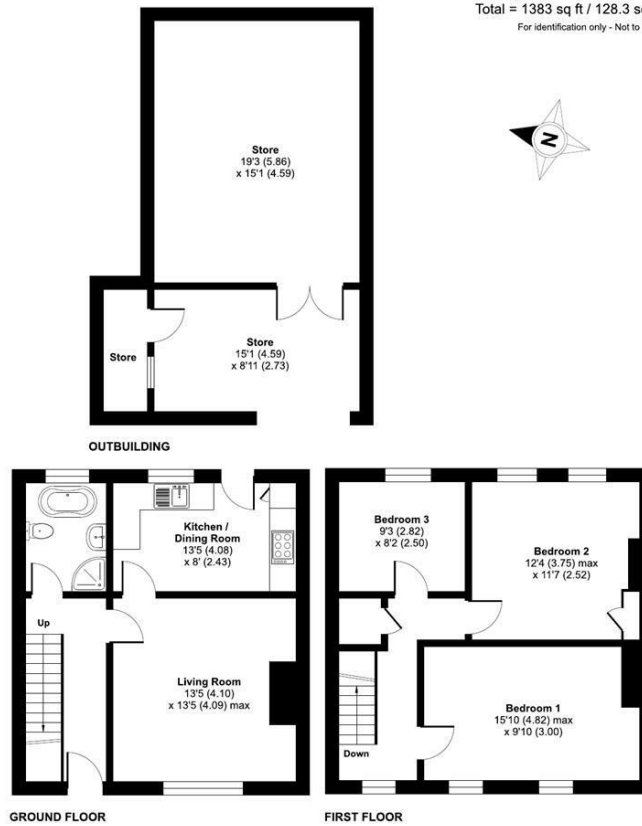 Total = 1383 sq ft / 128.3 s
For identification only - Not to
N
Store
19'3 (5.86)
x 15'1 (4.59)
Store
Store
15'1 (4.59)
x 8'11 (2.73)
OUTBUILDING
Kitchen /
Dining Room
13'5 (4.08)
x 8' (2.43)
Up
Living Room
13'5 (4.10)
x 13'5 (4.09) max
GROUND FLOOR
Bedroom 3
9'3 (2.82)
x 8'2 (2.50)
Bedroom 2
12'4 (3.75) max
x 11'7 (2.52)
Bedroom 1
15'10 (4.82) max
x 9'10 (3.00)
Down
FIRST FLOOR